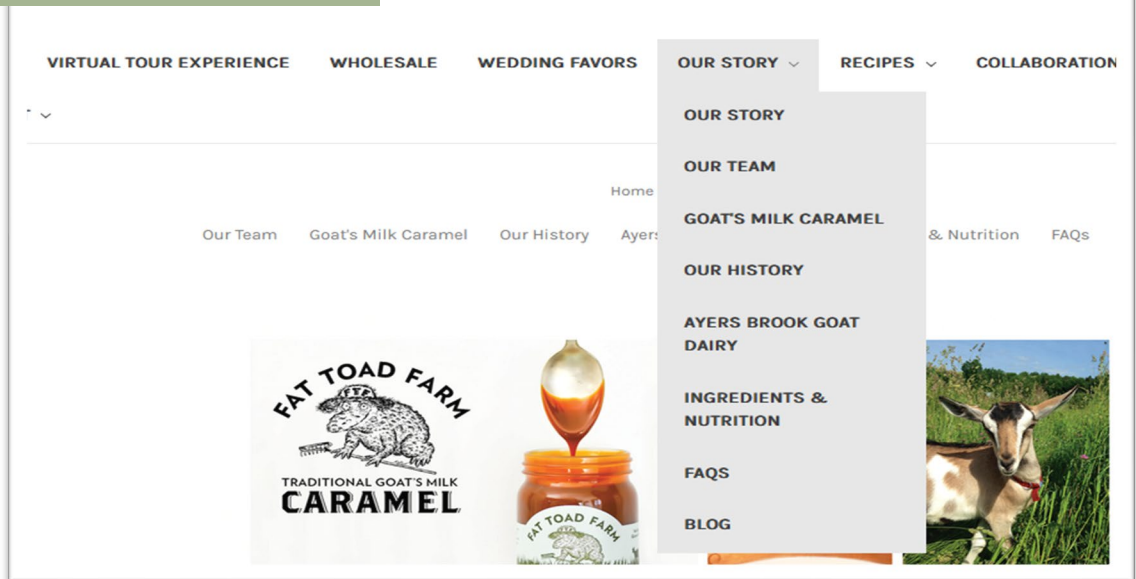 VIRTUAL TOUR EXPERIENCE WHOLESALE WEDDING FAVORS OUR STORY RECIPES COLLABORATION
OUR STORY
OUR TEAM
Home
GOAT'S MILK CARAMEL
Our Team Goat's Milk Caramel Our History & Nutrition FAQs
OUR HISTORY
AYERS BROOK GOAT
DAIRY
INGREDIENTS &
NUTRITION
FAQS
BLOG
FAT TOAD FARM
FTF
TRADITIONAL GOAT'S MILK
CARAMEL
FAT TOAD FARM